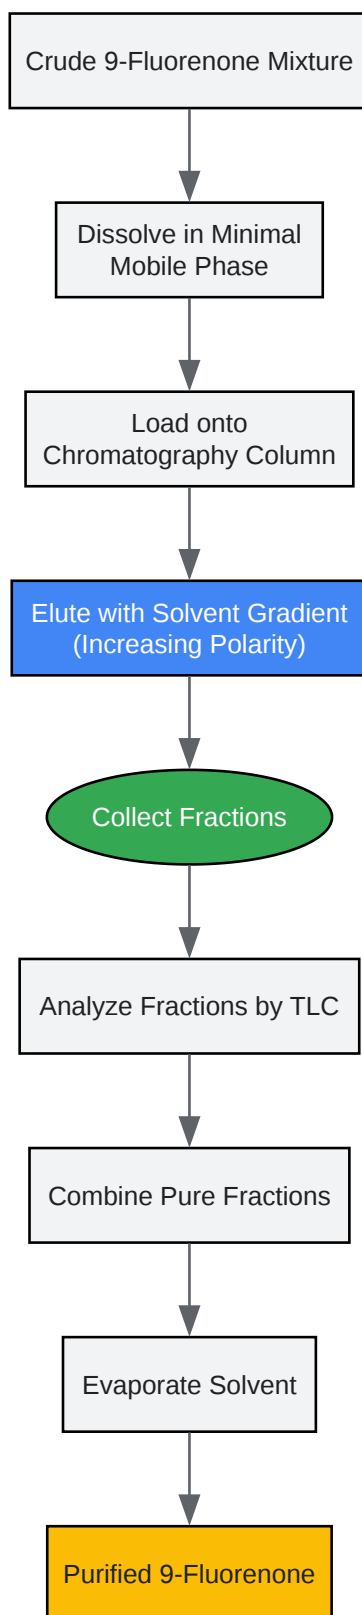 Crude 9-Fluorenone Mixture
Dissolve in Minimal
Mobile Phase
Load onto
Chromatography Column
Elute with Solvent Gradient
(Increasing Polarity)
Collect Fractions
Analyze Fractions by TLC
Combine Pure Fractions
Evaporate Solvent
Purified 9-Fluorenone